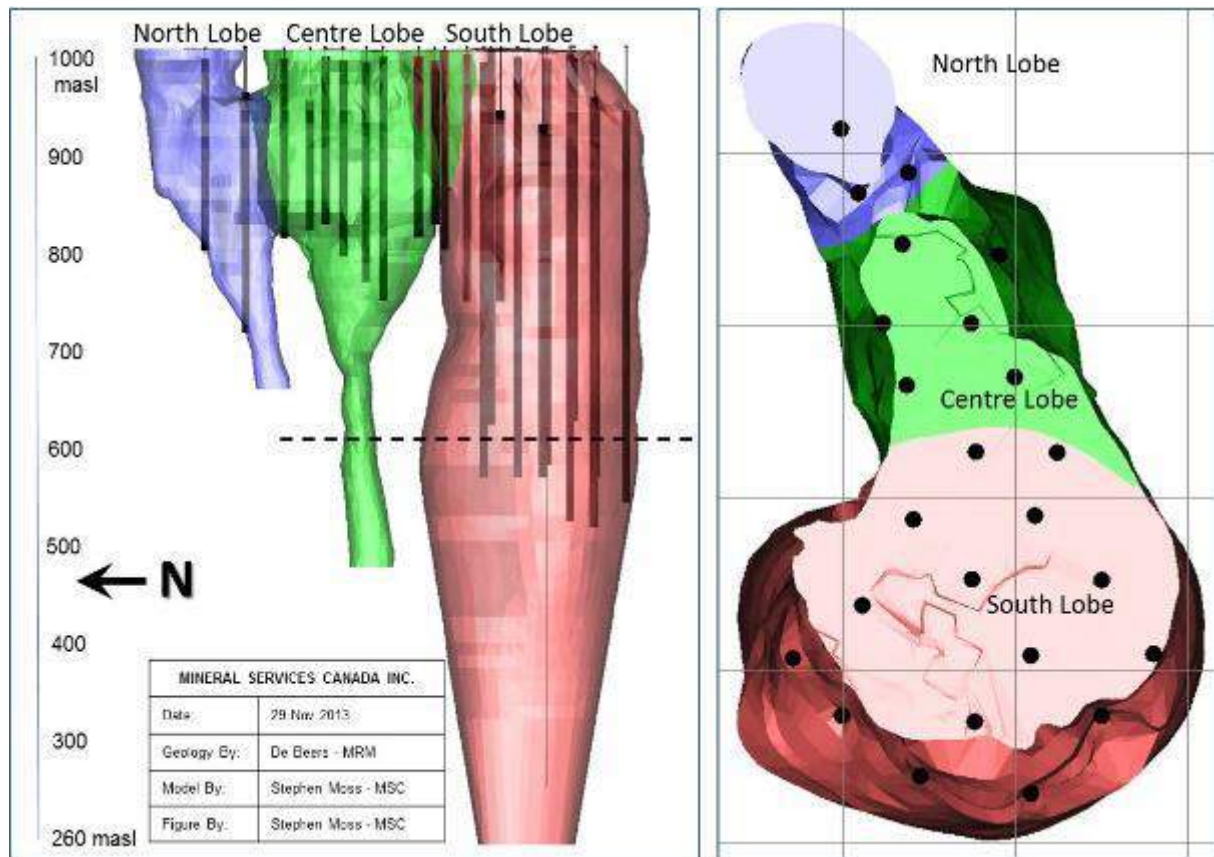 North Lobe
Centre Lobe
South Lobe
1000
masl
900
800
700
600
500
N
400
300
260 masl
MINERAL SERVICES CANADA INC.
Date: 29 Nov 2013
Geology By: De Beers - MRM
Model By: Stephen Moss - MSC
Figure By: Stephen Moss - MSC
North Lobe
Centre Lobe
South Lobe